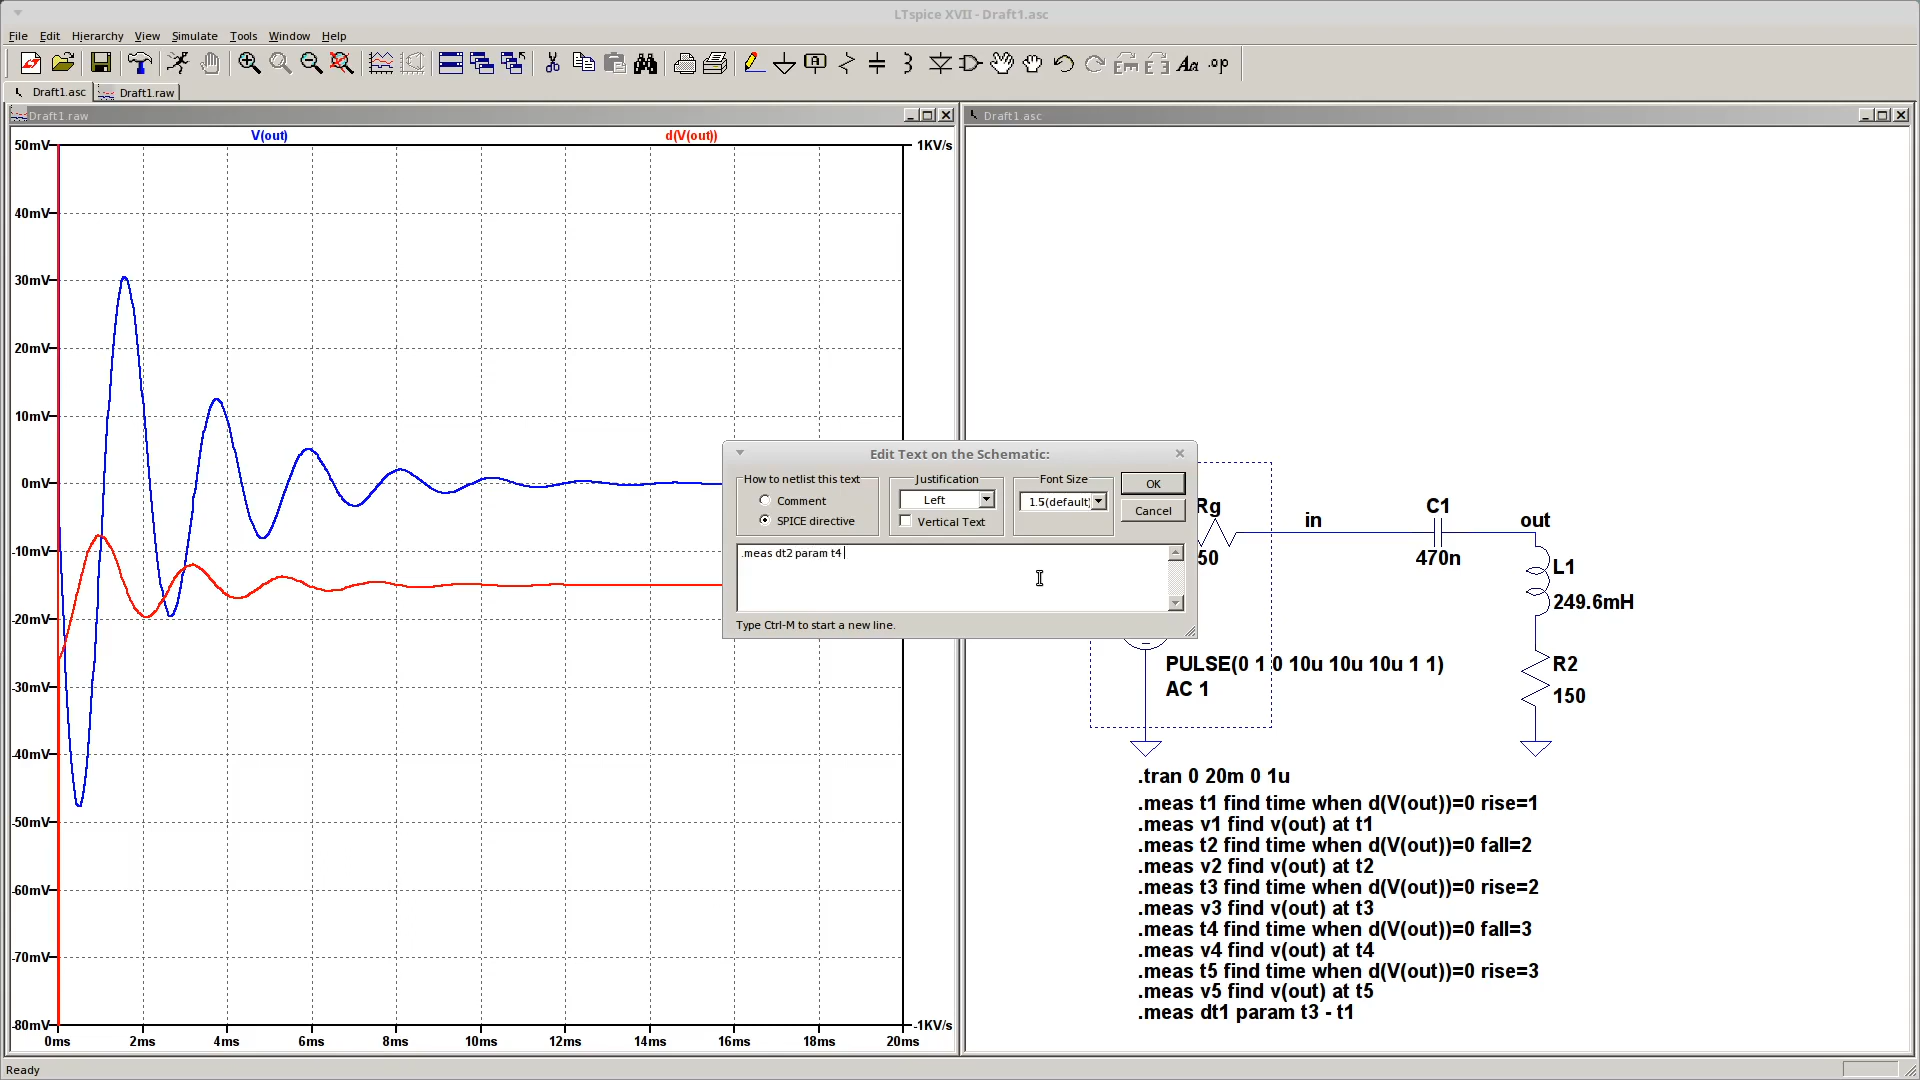 LTspice XVII - Draft1.asc
File Edit Hierarchy View Simulate Tools Window Help
Draft1.asc Draft1.raw
Draft1.raw
V(out) d(V(out))
50mV
40mV
30mV
20mV
10mV
0mV
-10mV
-20mV
-30mV
-40mV
-50mV
-60mV
-70mV
-80mV
1KV/s
-1KV/s
0ms 2ms 4ms 6ms 8ms 10ms 12ms 14ms 16ms 18ms 20ms
Edit Text on the Schematic:
How to netlist this text
Comment
SPICE directive
Justification
Left
Vertical Text
Font Size
1.5(default)
OK
Cancel
.meas dt2 param t4
Type Ctrl-M to start a new line.
Draft1.asc
Rg
50
in
C1
470n
out
L1
249.6mH
R2
150
PULSE(0 1 0 10u 10u 10u 1 1)
AC 1
.tran 0 20m 0 1u
.meas t1 find time when d(V(out))=0 rise=1
.meas v1 find v(out) at t1
.meas t2 find time when d(V(out))=0 fall=2
.meas v2 find v(out) at t2
.meas t3 find time when d(V(out))=0 rise=2
.meas v3 find v(out) at t3
.meas t4 find time when d(V(out))=0 fall=3
.meas v4 find v(out) at t4
.meas t5 find time when d(V(out))=0 rise=3
.meas v5 find v(out) at t5
.meas dt1 param t3 - t1
Ready